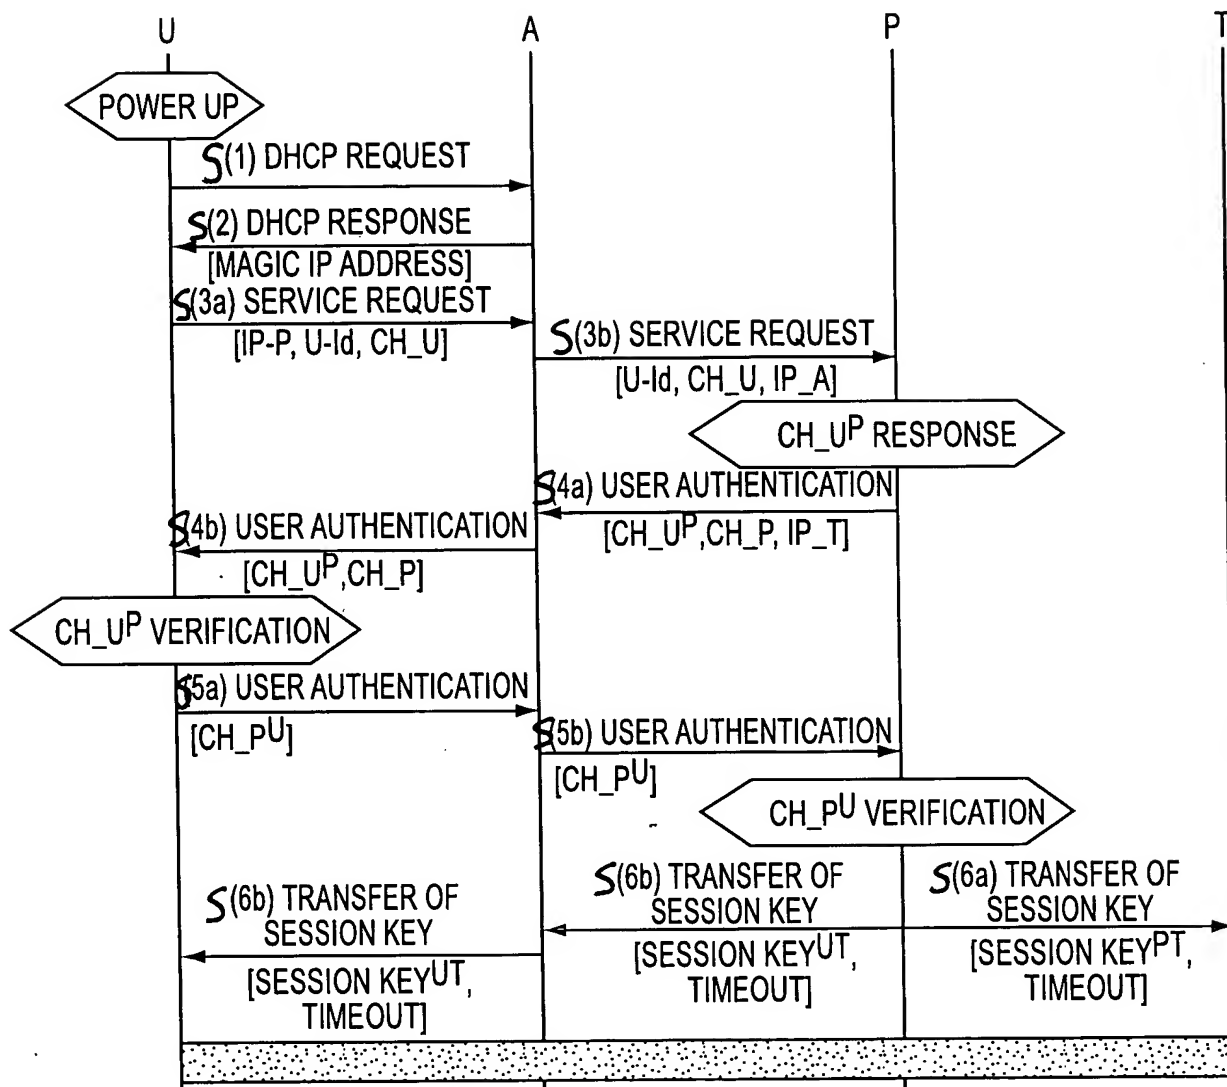 U A P T
POWER UP
S(1) DHCP REQUEST
S(2) DHCP RESPONSE
[MAGIC IP ADDRESS]
S(3a) SERVICE REQUEST
[IP-P, U-Id, CH_U]
S(3b) SERVICE REQUEST
[U-Id, CH_U, IP_A]
CH_Uᴾ RESPONSE
S(4a) USER AUTHENTICATION
[CH_Uᴾ,CH_P, IP_T]
S(4b) USER AUTHENTICATION
[CH_Uᴾ,CH_P]
CH_Uᴾ VERIFICATION
S(5a) USER AUTHENTICATION
[CH_Pᵁ]
S(5b) USER AUTHENTICATION
[CH_Pᵁ]
CH_Pᵁ VERIFICATION
S(6a) TRANSFER OF
SESSION KEY
[SESSION KEYᴾᵀ,
TIMEOUT]
S(6b) TRANSFER OF
SESSION KEY
[SESSION KEYᵁᵀ,
TIMEOUT]
S(6b) TRANSFER OF
SESSION KEY
[SESSION KEYᵁᵀ,
TIMEOUT]